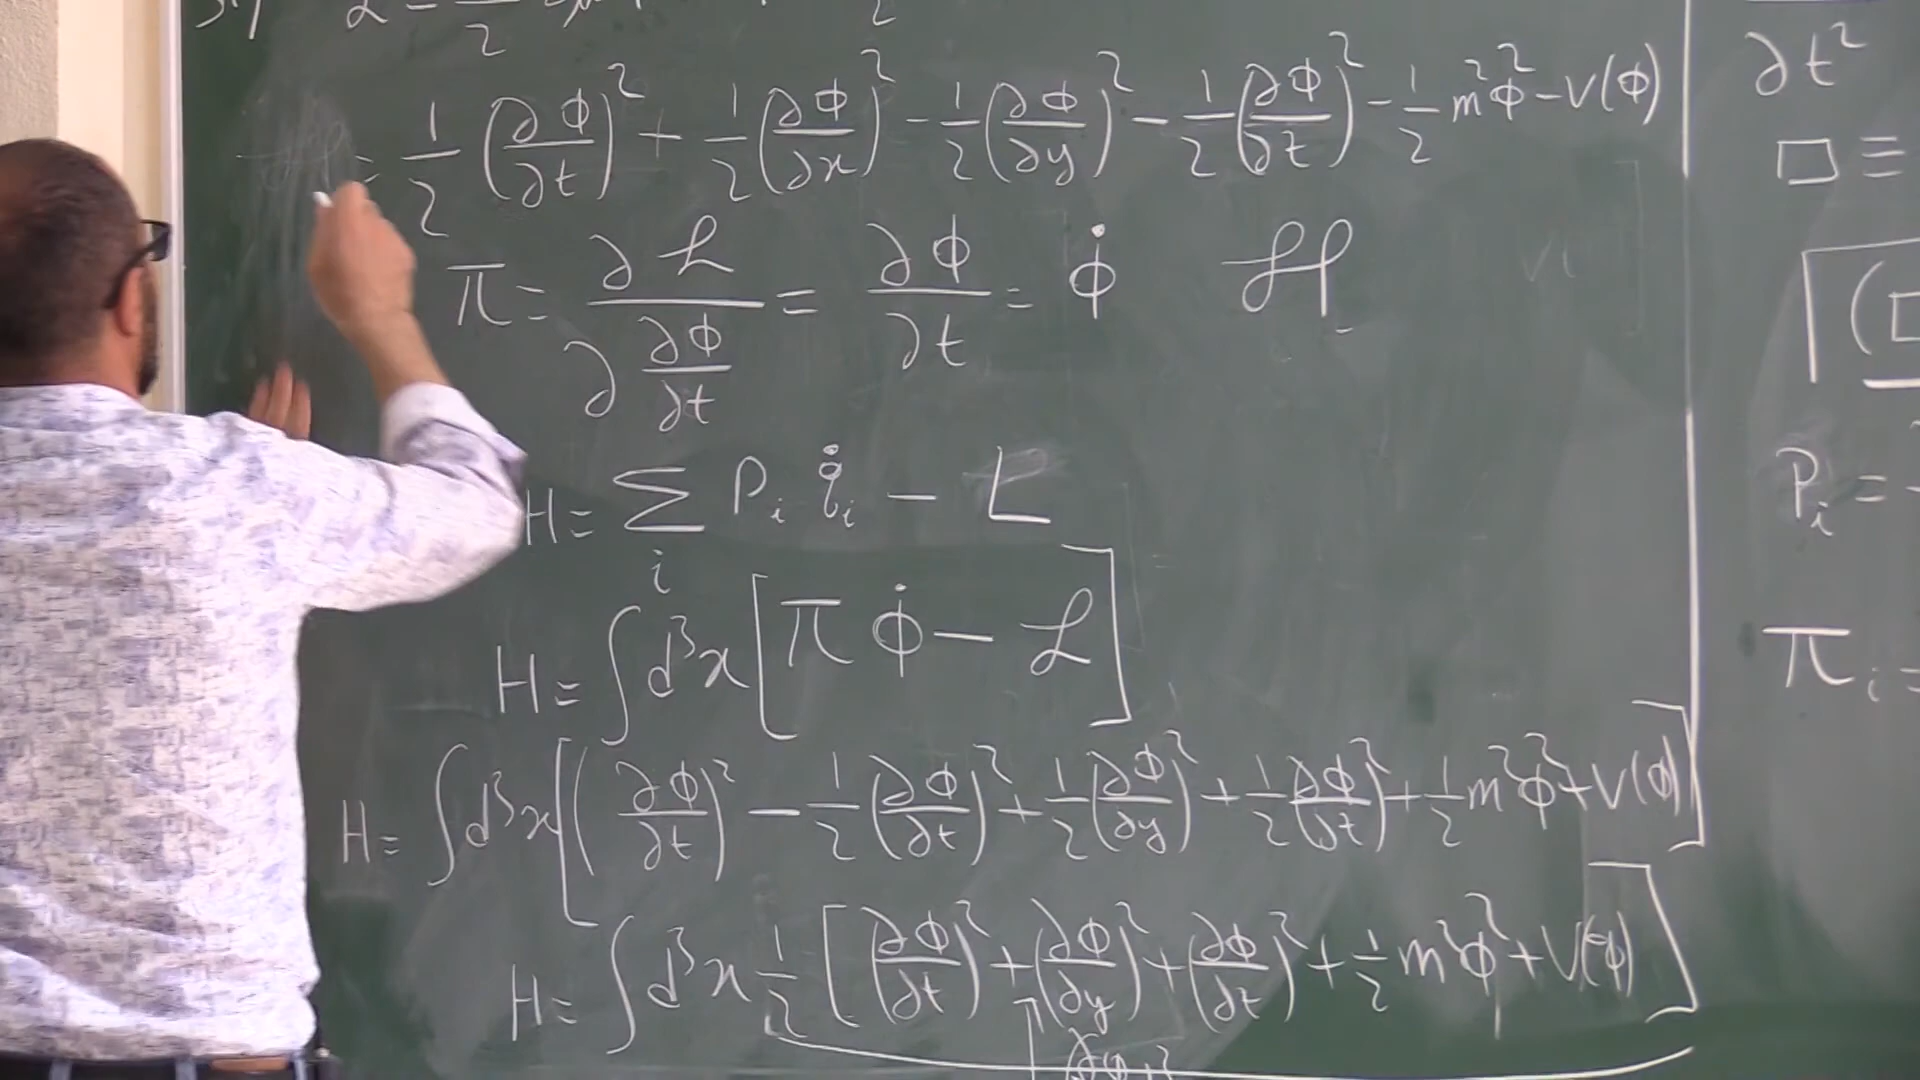 = 1/2 (∂ϕ/∂t)² + 1/2 (∂ϕ/∂x)² − 1/2 (∂ϕ/∂y)² − 1/2 (∂ϕ/∂z)² − 1/2 m²ϕ² − V(ϕ)
π = ∂ℒ/∂(∂ϕ/∂t) = ∂ϕ/∂t = ϕ̇ ℋ
H = Σ_i P_i q̇_i − L
H = ∫d³x [π ϕ̇ − ℒ]
H = ∫d³x [(∂ϕ/∂t)² − 1/2 (∂ϕ/∂t)² + 1/2 (∂ϕ/∂y)² + 1/2 (∂ϕ/∂z)² + 1/2 m²ϕ² + V(ϕ)]
H = ∫d³x 1/2 [(∂ϕ/∂t)² + (∂ϕ/∂y)² + (∂ϕ/∂z)² + 1/2 m²ϕ² + V(ϕ)]
∂t²
□ ≡
(□
P_i =
π_i =